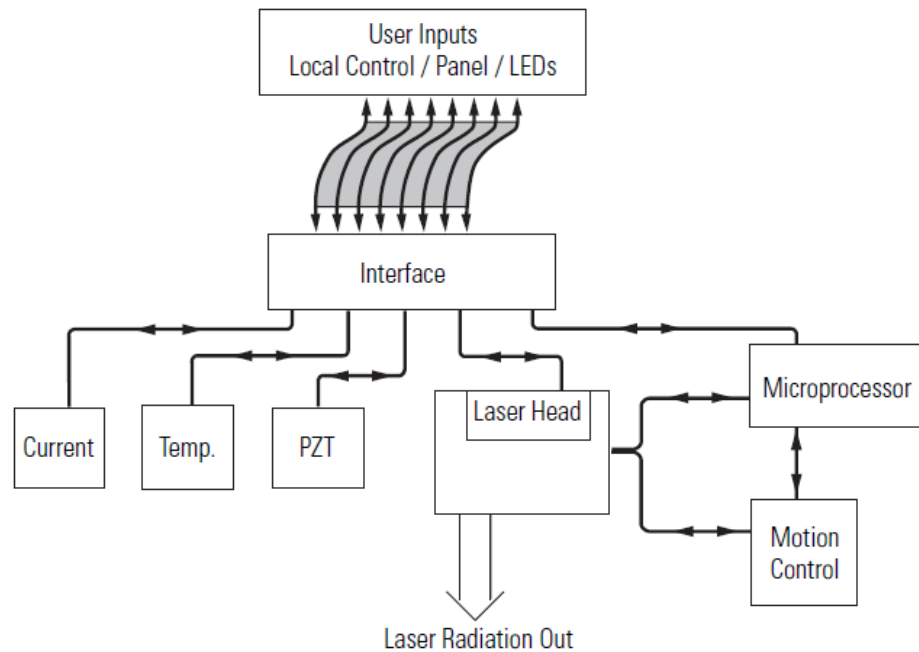 User Inputs
Local Control / Panel / LEDs
Interface
Current
Temp.
PZT
Laser Head
Microprocessor
Motion
Control
Laser Radiation Out